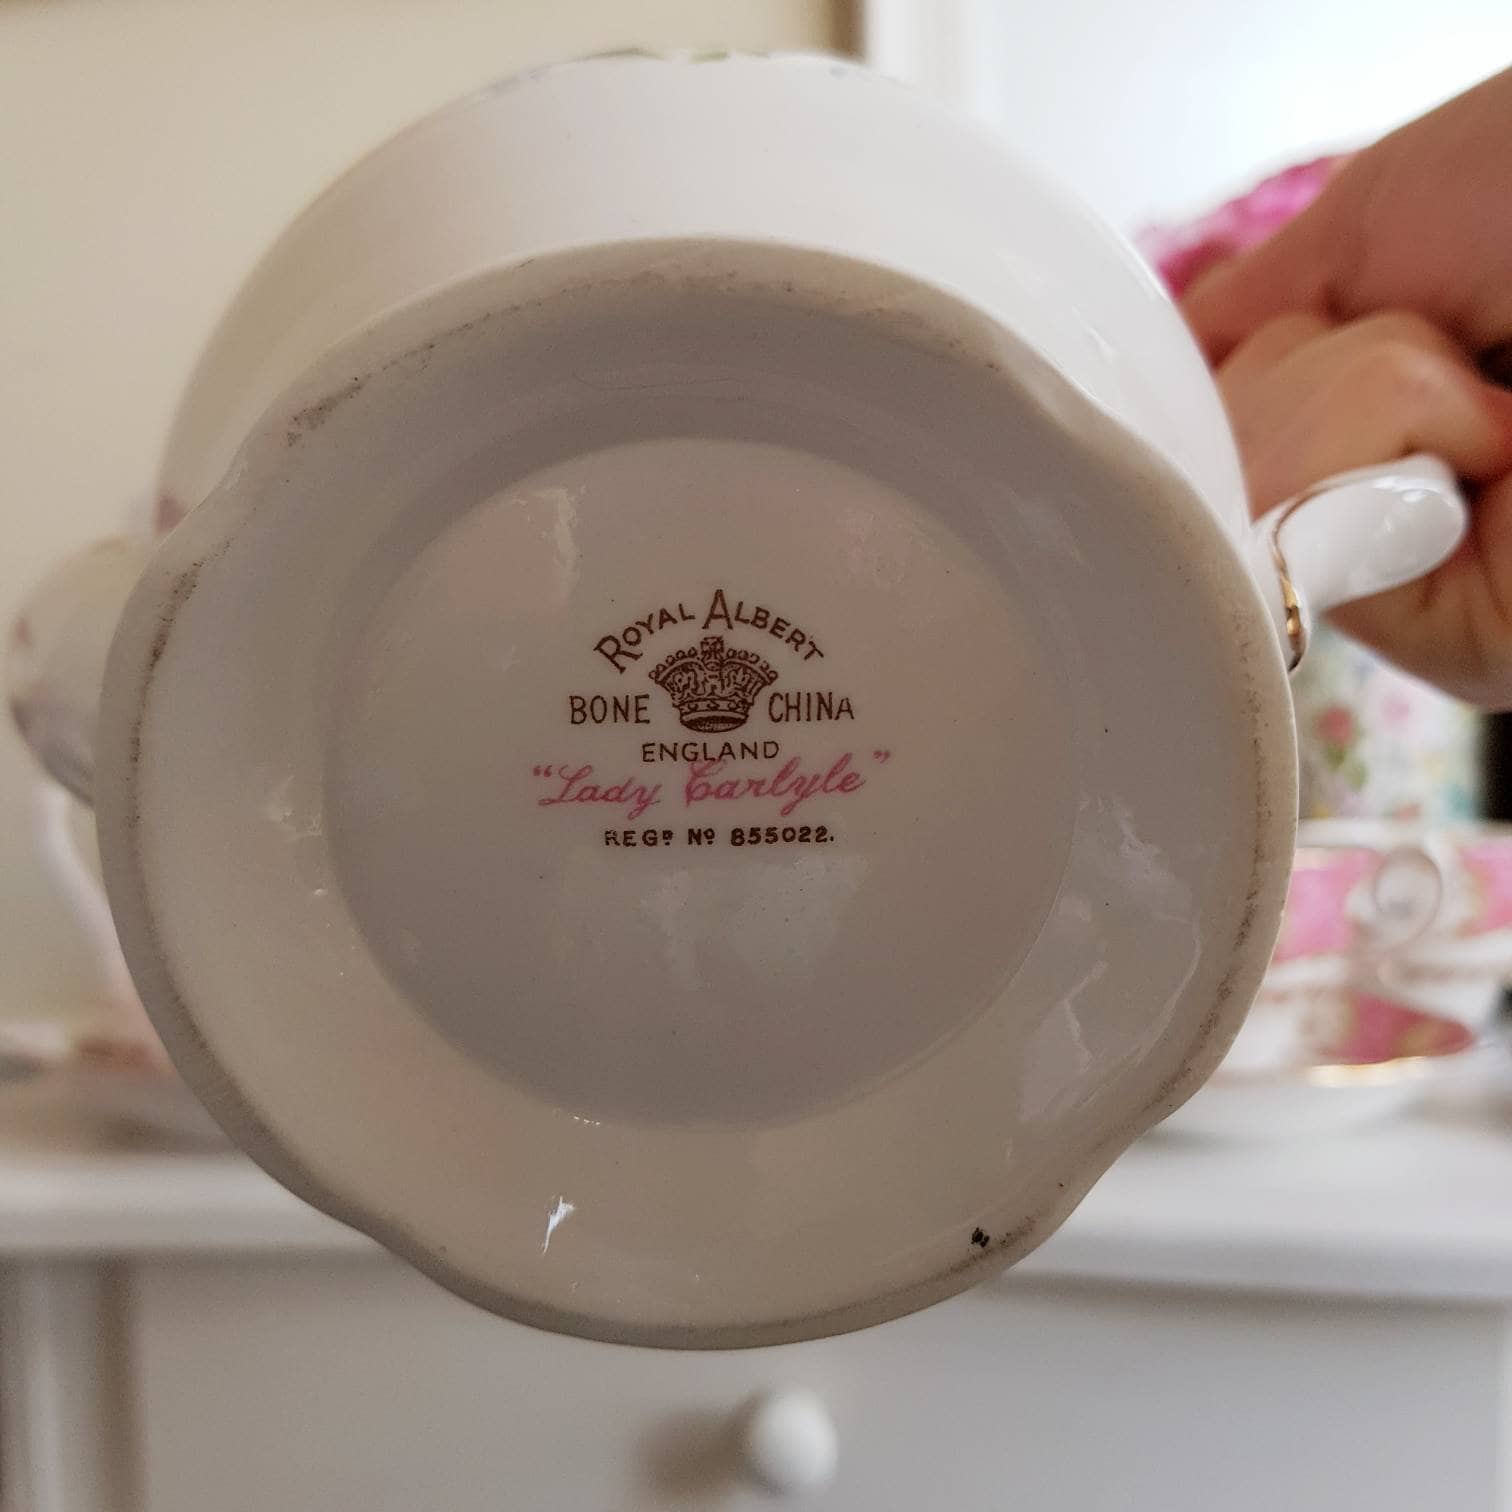 ROYAL ALBERT
BONE CHINA
ENGLAND
"Lady Carlyle"
REGD No 855022.